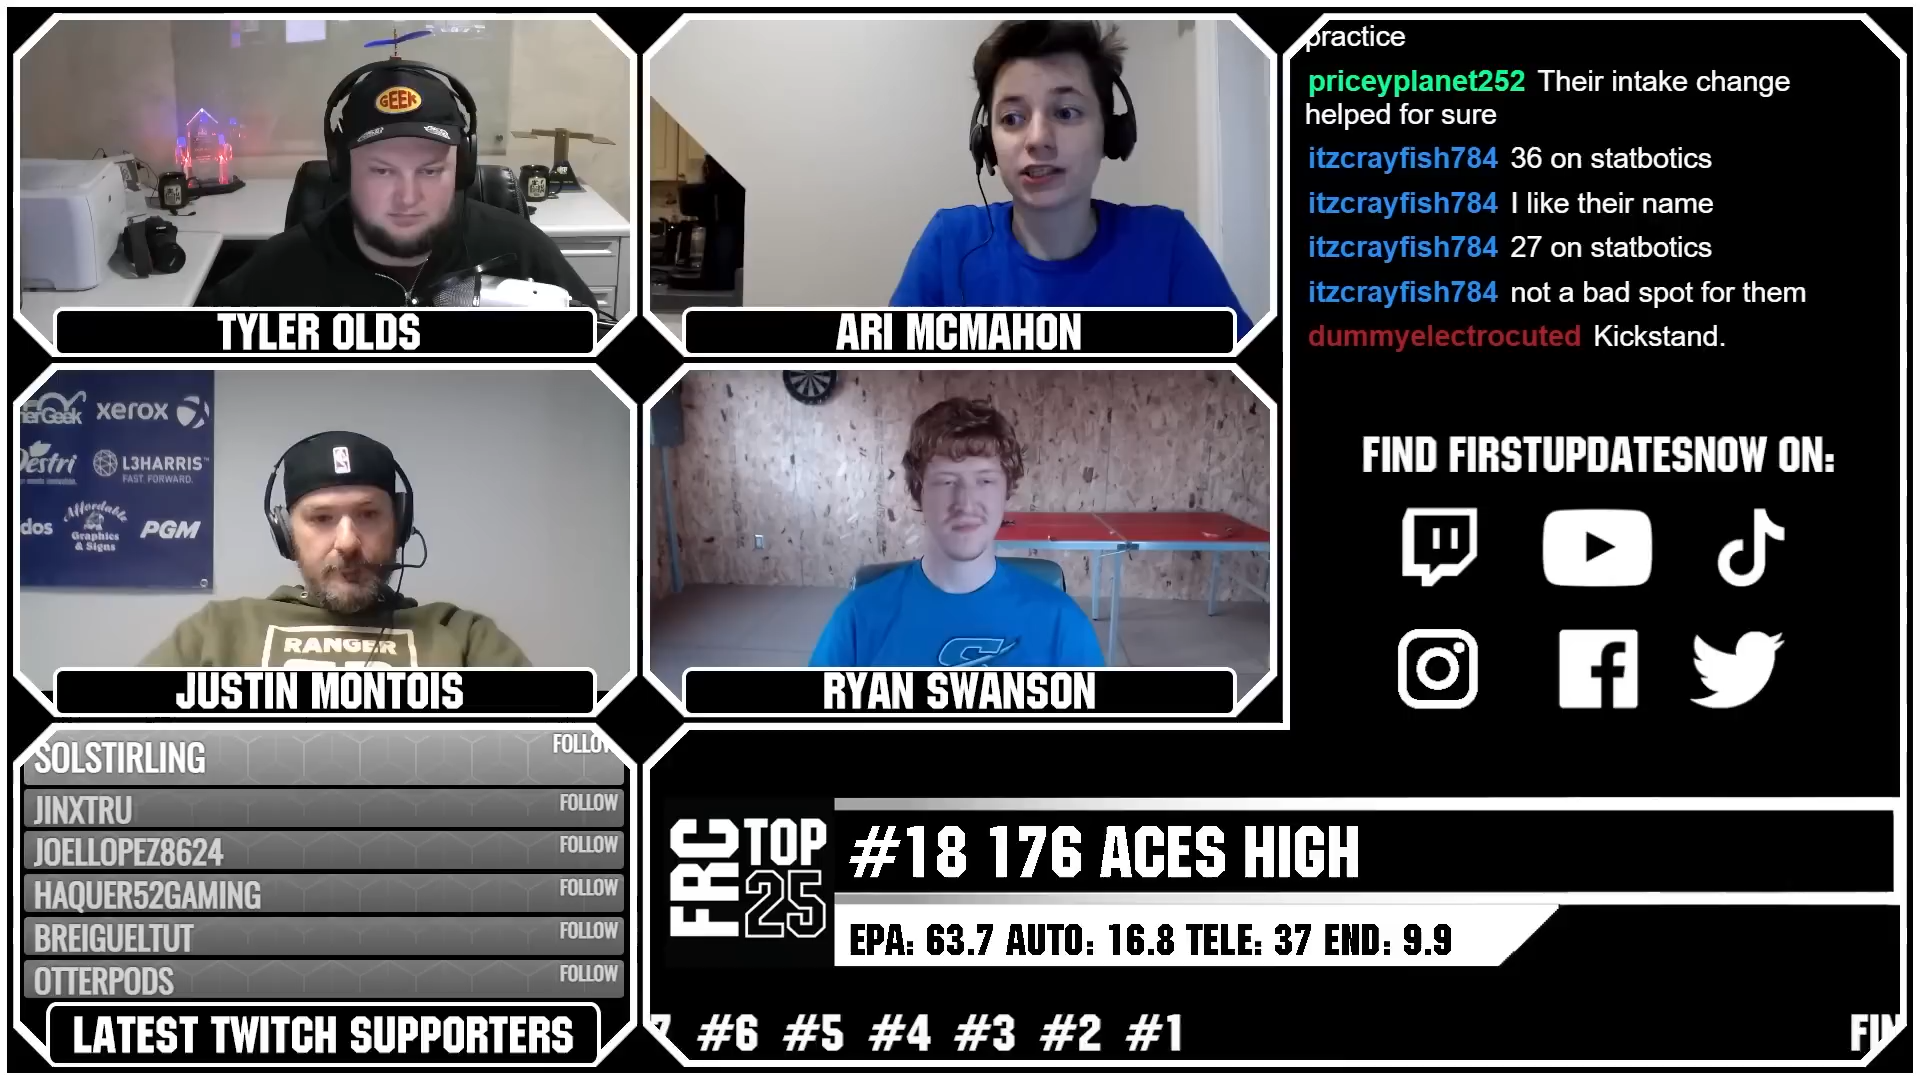 GEEK
TYLER OLDS
ARI MCMAHON
practice
priceyplanet252 Their intake change
helped for sure
itzcrayfish784 36 on statbotics
itzcrayfish784 I like their name
itzcrayfish784 27 on statbotics
itzcrayfish784 not a bad spot for them
dummyelectrocuted Kickstand.
xerox
L3HARRIS™
FAST. FORWARD.
Affordable
Graphics
& Signs
PGM
RANGER
JUSTIN MONTOIS
RYAN SWANSON
FIND FIRSTUPDATESNOW ON:
SOLSTIRLING
JINXTRU FOLLOW
JOELLOPEZ8624 FOLLOW
HAQUER52GAMING FOLLOW
BREIGUELTUT FOLLOW
OTTERPODS FOLLOW
LATEST TWITCH SUPPORTERS
FRC TOP 25
#18 176 ACES HIGH
EPA: 63.7 AUTO: 16.8 TELE: 37 END: 9.9
7 #6 #5 #4 #3 #2 #1 FIN